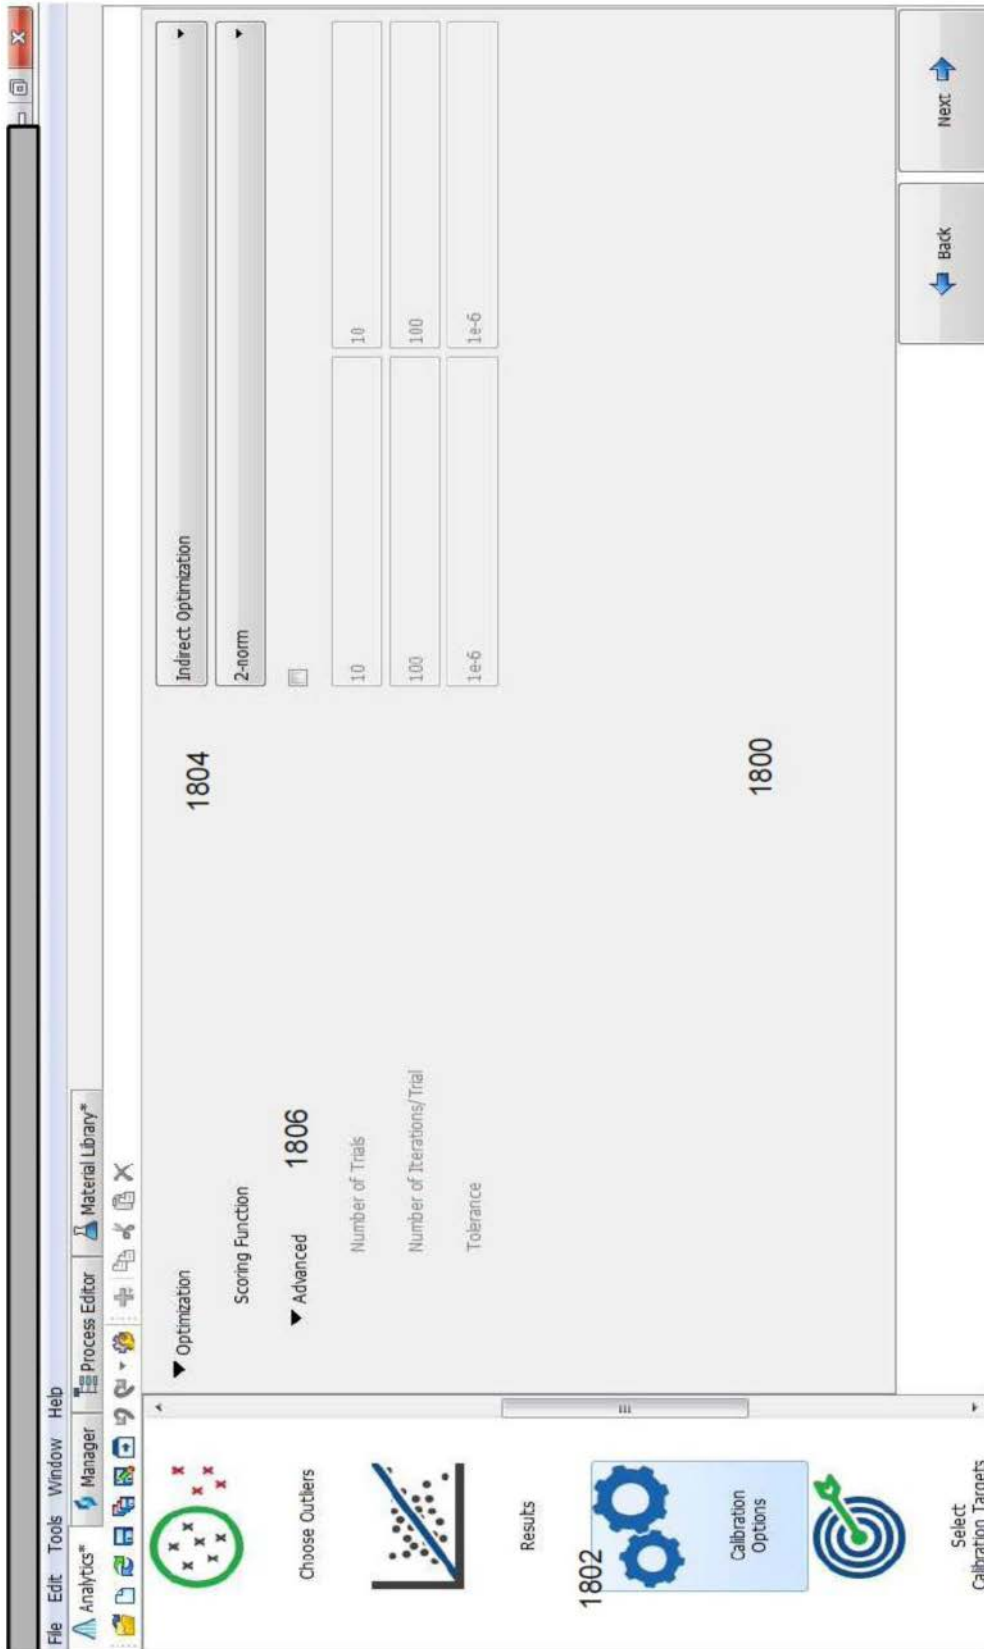 File Edit Tools Window Help
Analytics* Manager Process Editor Material Library*
Choose Outliers
Results
1802
Calibration
Options
Select
Calibration Targets
Optimization
1804
Indirect Optimization
Scoring Function
2-norm
Advanced
1806
Number of Trials
10
10
Number of Iterations/Trial
100
100
Tolerance
1e-6
1e-6
1800
Back
Next